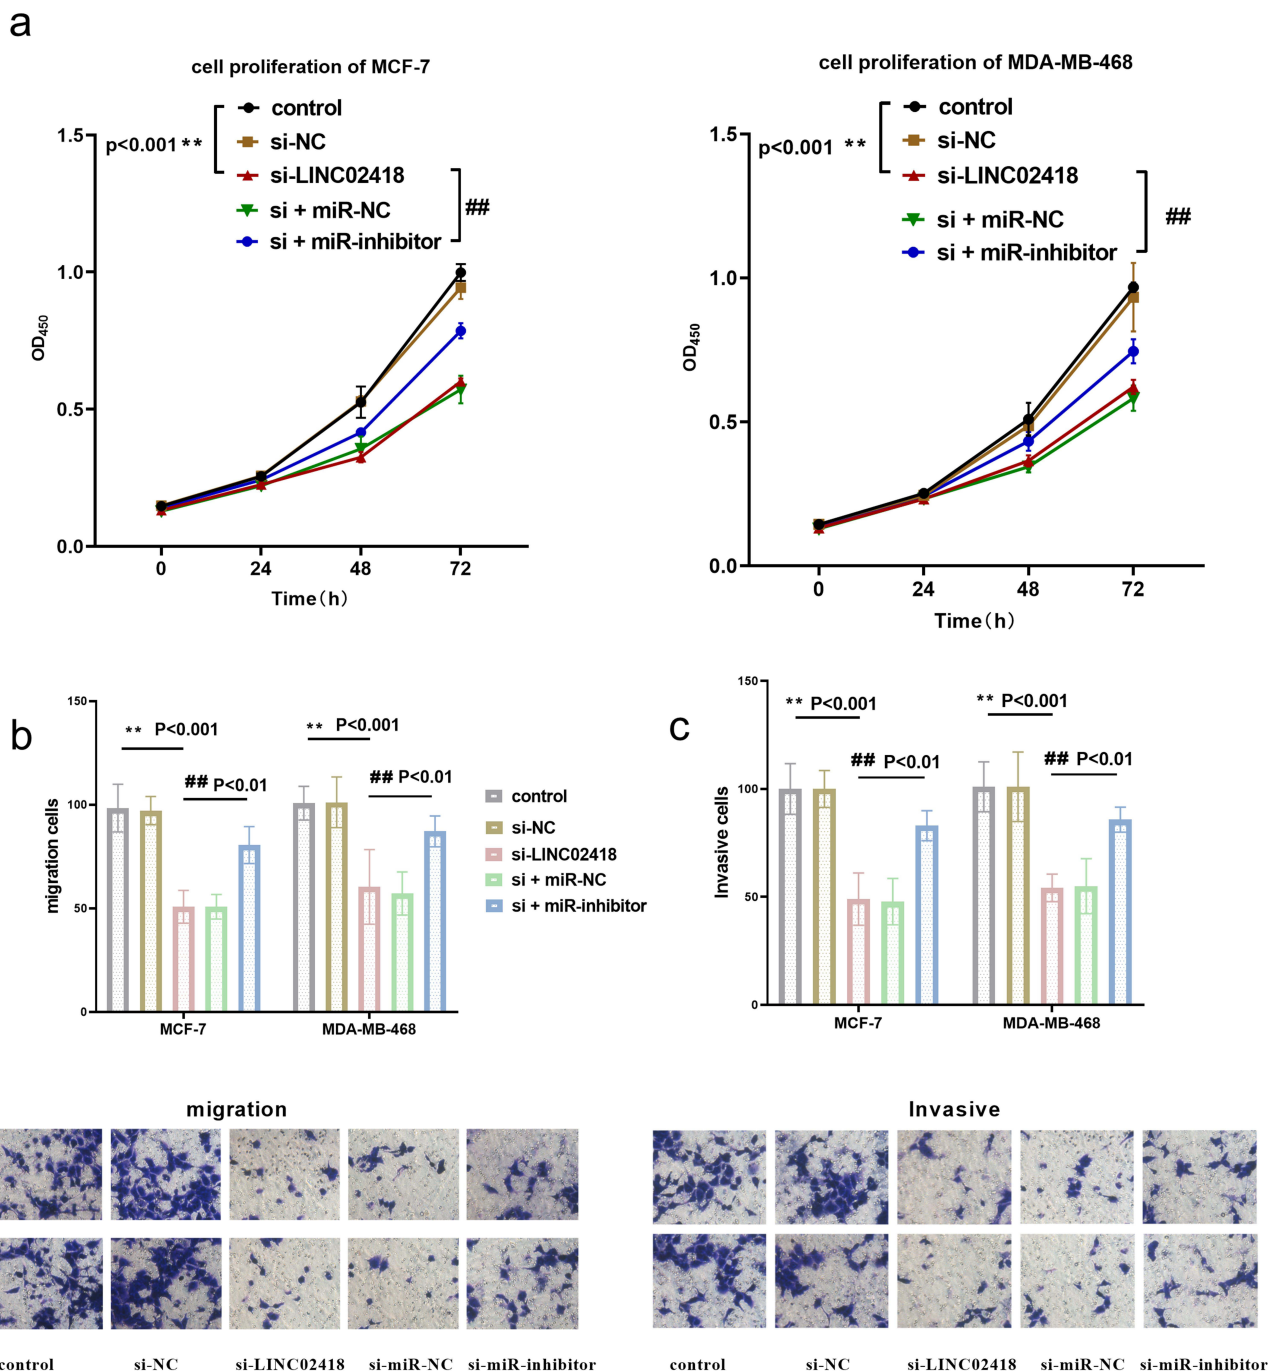 a
cell proliferation of MCF-7
control
si-NC
si-LINC02418
si + miR-NC
si + miR-inhibitor
p<0.001 **
##
1.5
1.0
0.5
0.0
OD450
0 24 48 72
Time（h）
cell proliferation of MDA-MB-468
control
si-NC
si-LINC02418
si + miR-NC
si + miR-inhibitor
p<0.001 **
##
1.5
1.0
0.5
0.0
OD450
0 24 48 72
Time（h）
b
150
100
50
0
migration cells
** P<0.001
## P<0.01
** P<0.001
## P<0.01
MCF-7 MDA-MB-468
control
si-NC
si-LINC02418
si + miR-NC
si + miR-inhibitor
c
150
100
50
0
Invasive cells
** P<0.001
## P<0.01
** P<0.001
## P<0.01
MCF-7 MDA-MB-468
migration
control si-NC si-LINC02418 si-miR-NC si-miR-inhibitor
Invasive
control si-NC si-LINC02418 si-miR-NC si-miR-inhibitor